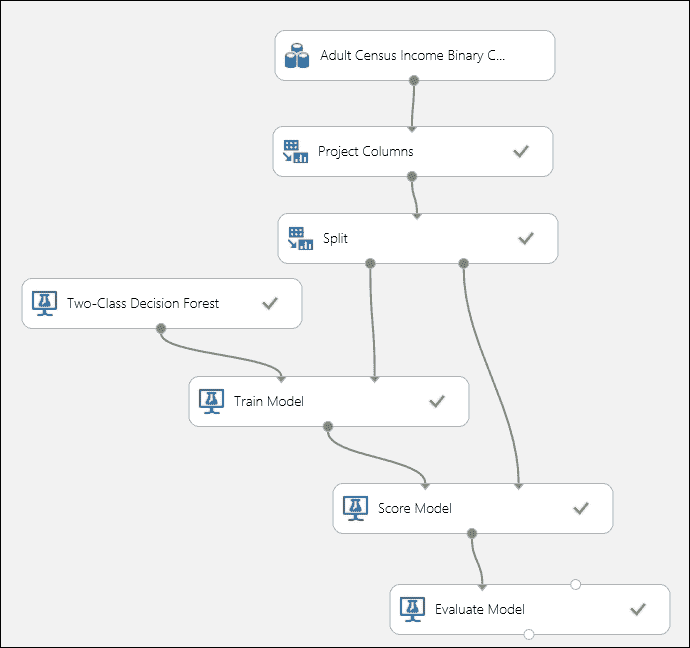 Adult Census Income Binary C...
Project Columns
Split
Two-Class Decision Forest
Train Model
Score Model
Evaluate Model